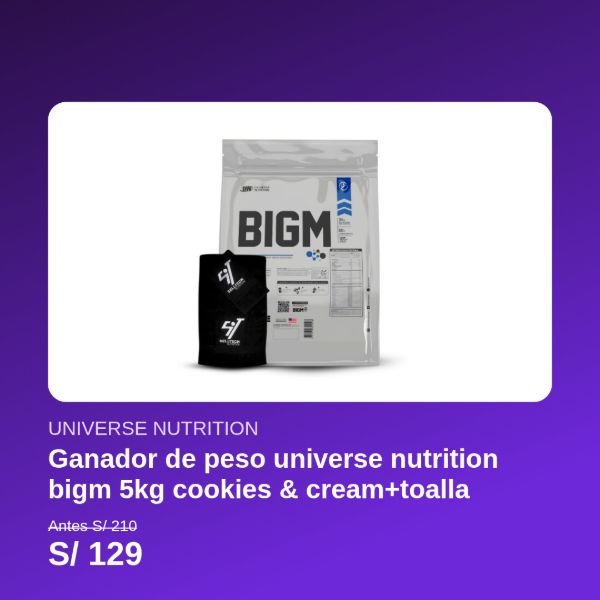 BIGM
UNIVERSE NUTRITION
Ganador de peso universe nutrition
bigm 5kg cookies & cream+toalla
Antes S/ 210
S/ 129